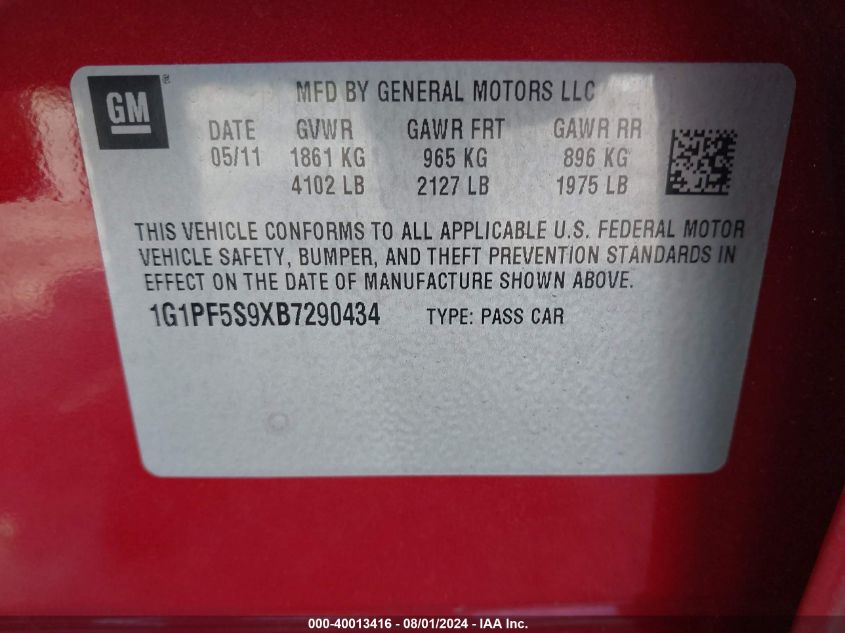 GM ®
MFD BY GENERAL MOTORS LLC
DATE GVWR GAWR FRT GAWR RR
05/11 1861 KG 965 KG 896 KG
4102 LB 2127 LB 1975 LB
THIS VEHICLE CONFORMS TO ALL APPLICABLE U.S. FEDERAL MOTOR
VEHICLE SAFETY, BUMPER, AND THEFT PREVENTION STANDARDS IN
EFFECT ON THE DATE OF MANUFACTURE SHOWN ABOVE.
1G1PF5S9XB7290434 TYPE: PASS CAR
000-40013416 - 08/01/2024 - IAA Inc.